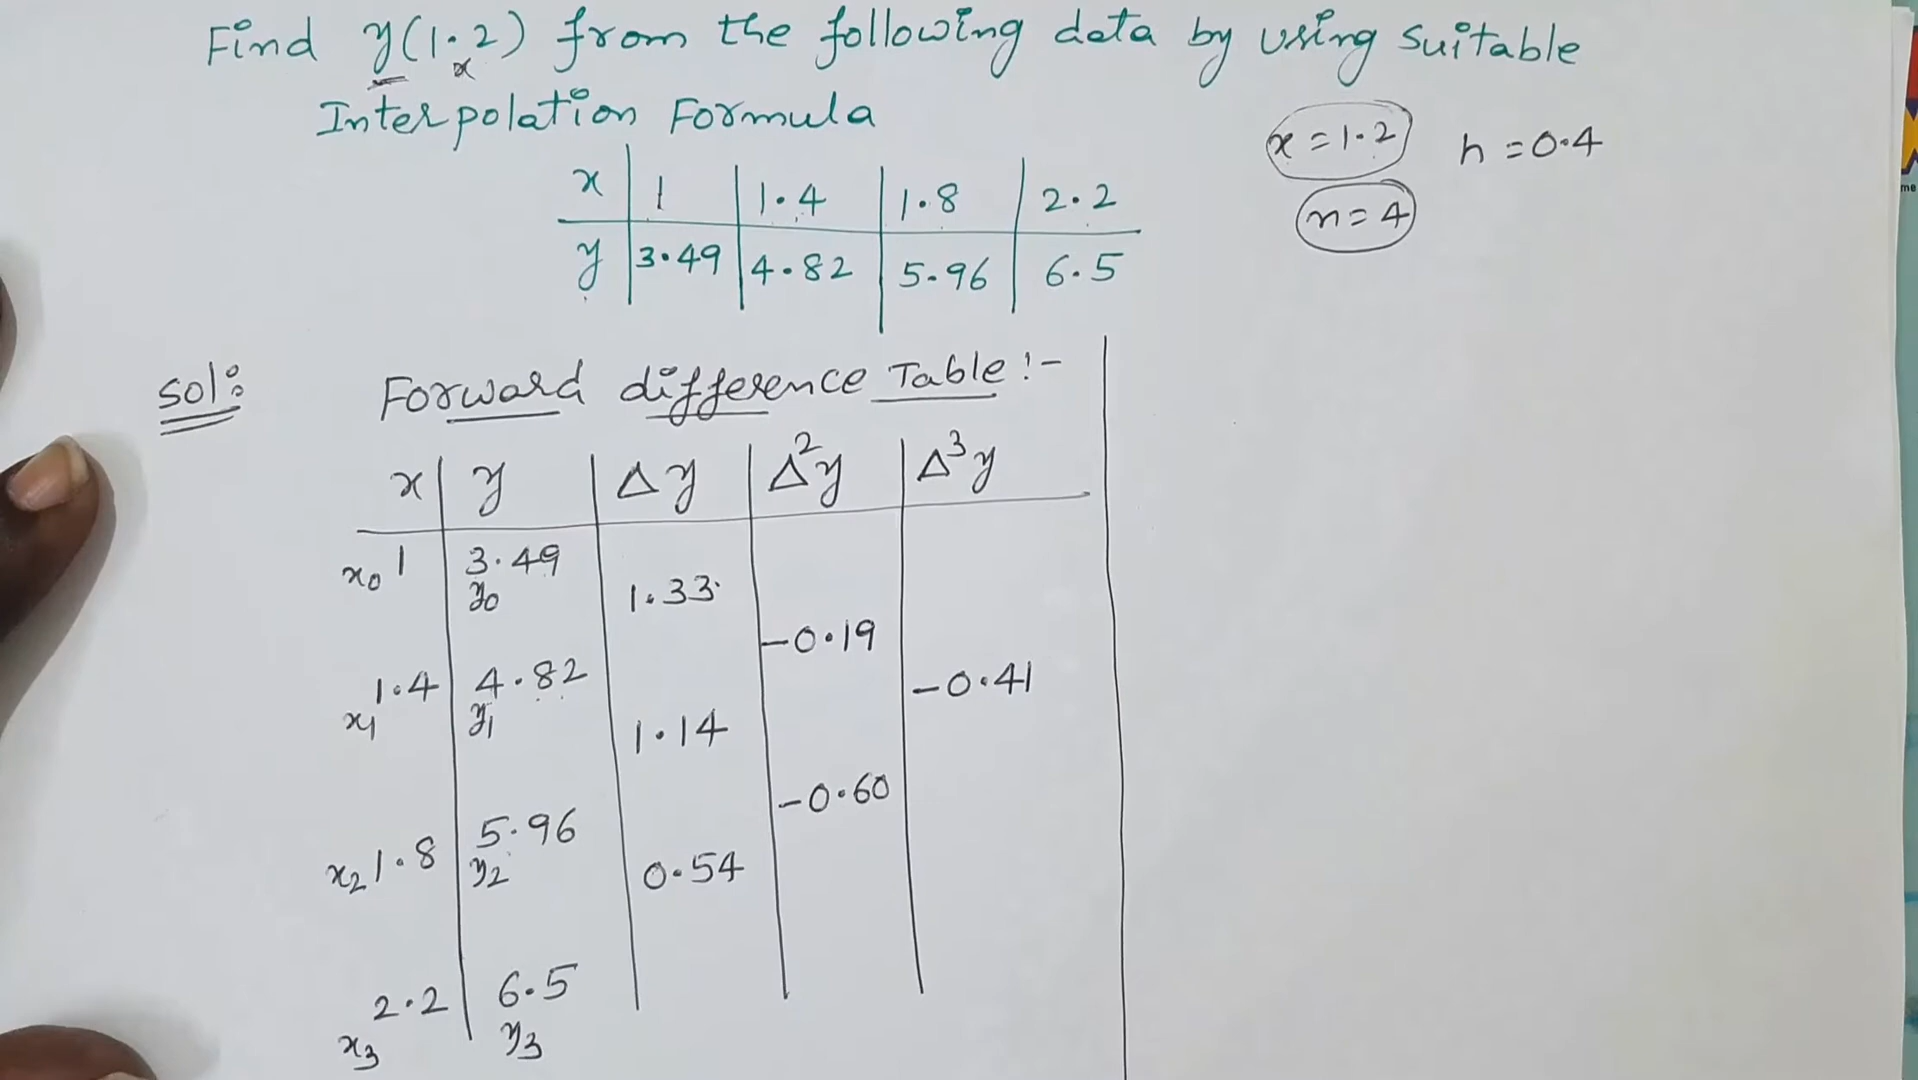 Find y(1.2) from the following data by using suitable
x
Interpolation Formula
x = 1.2 h = 0.4
n = 4
x 1 1.4 1.8 2.2
y 3.49 4.82 5.96 6.5
Sol:
Forward difference Table :-
x y Δy Δ²y Δ³y
x₀ 1 3.49
y₀
1.33
-0.19
1.4 4.82
x₁ y₁
-0.41
1.14
-0.60
5.96
x₂ 1.8 y₂
0.54
2.2 6.5
x₃ y₃
me